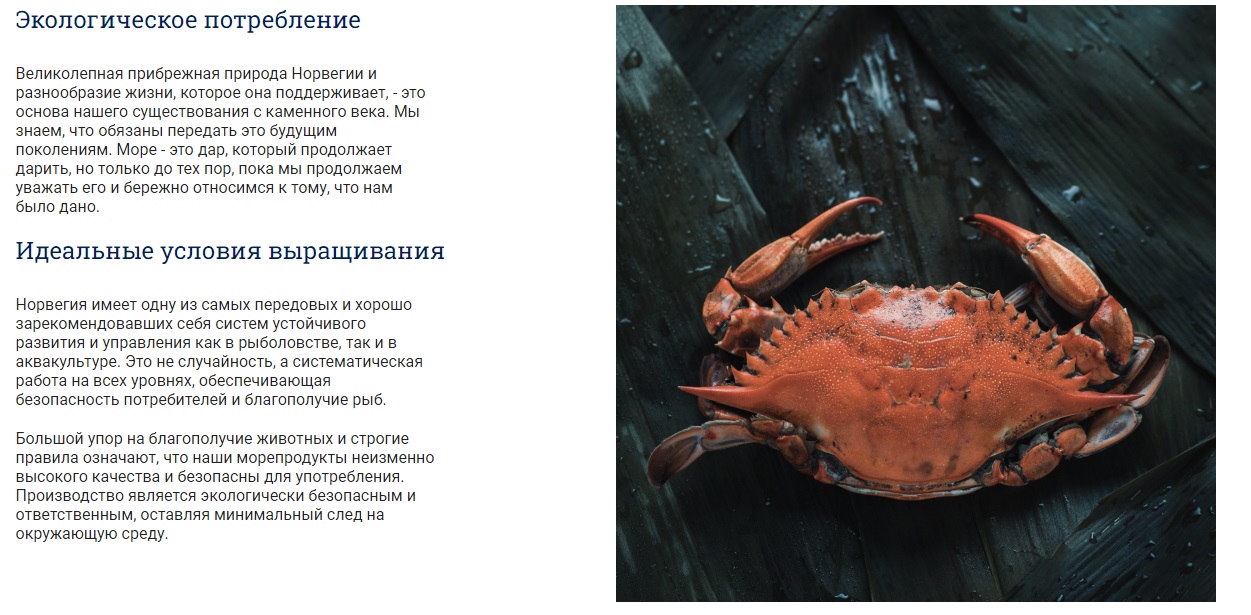 Экологическое потребление
Великолепная прибрежная природа Норвегии и
разнообразие жизни, которое она поддерживает, - это
основа нашего существования с каменного века. Мы
знаем, что обязаны передать это будущим
поколениям. Море - это дар, который продолжает
дарить, но только до тех пор, пока мы продолжаем
уважать его и бережно относимся к тому, что нам
было дано.
Идеальные условия выращивания
Норвегия имеет одну из самых передовых и хорошо
зарекомендовавших себя систем устойчивого
развития и управления как в рыболовстве, так и в
аквакультуре. Это не случайность, а систематическая
работа на всех уровнях, обеспечивающая
безопасность потребителей и благополучие рыб.
Большой упор на благополучие животных и строгие
правила означают, что наши морепродукты неизменно
высокого качества и безопасны для употребления.
Производство является экологически безопасным и
ответственным, оставляя минимальный след на
окружающую среду.